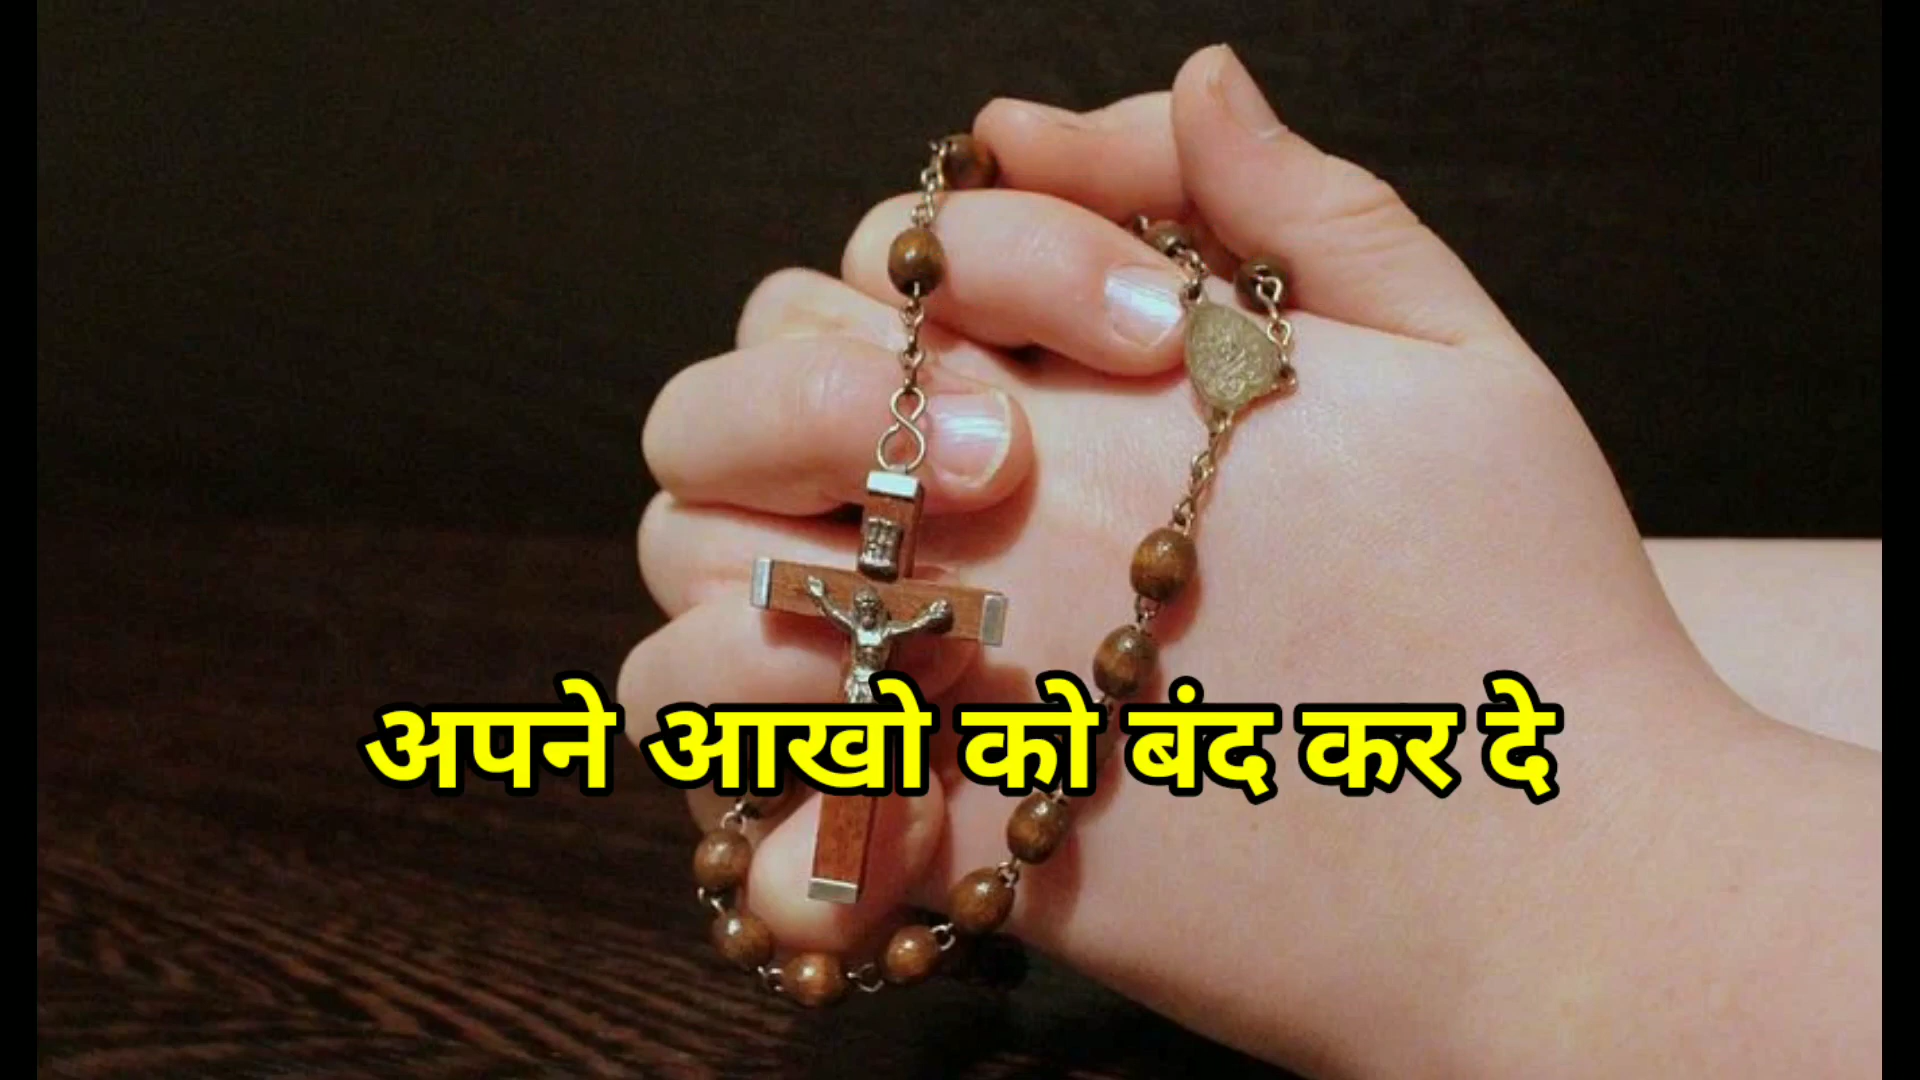 अपने आखो को बंद कर दे